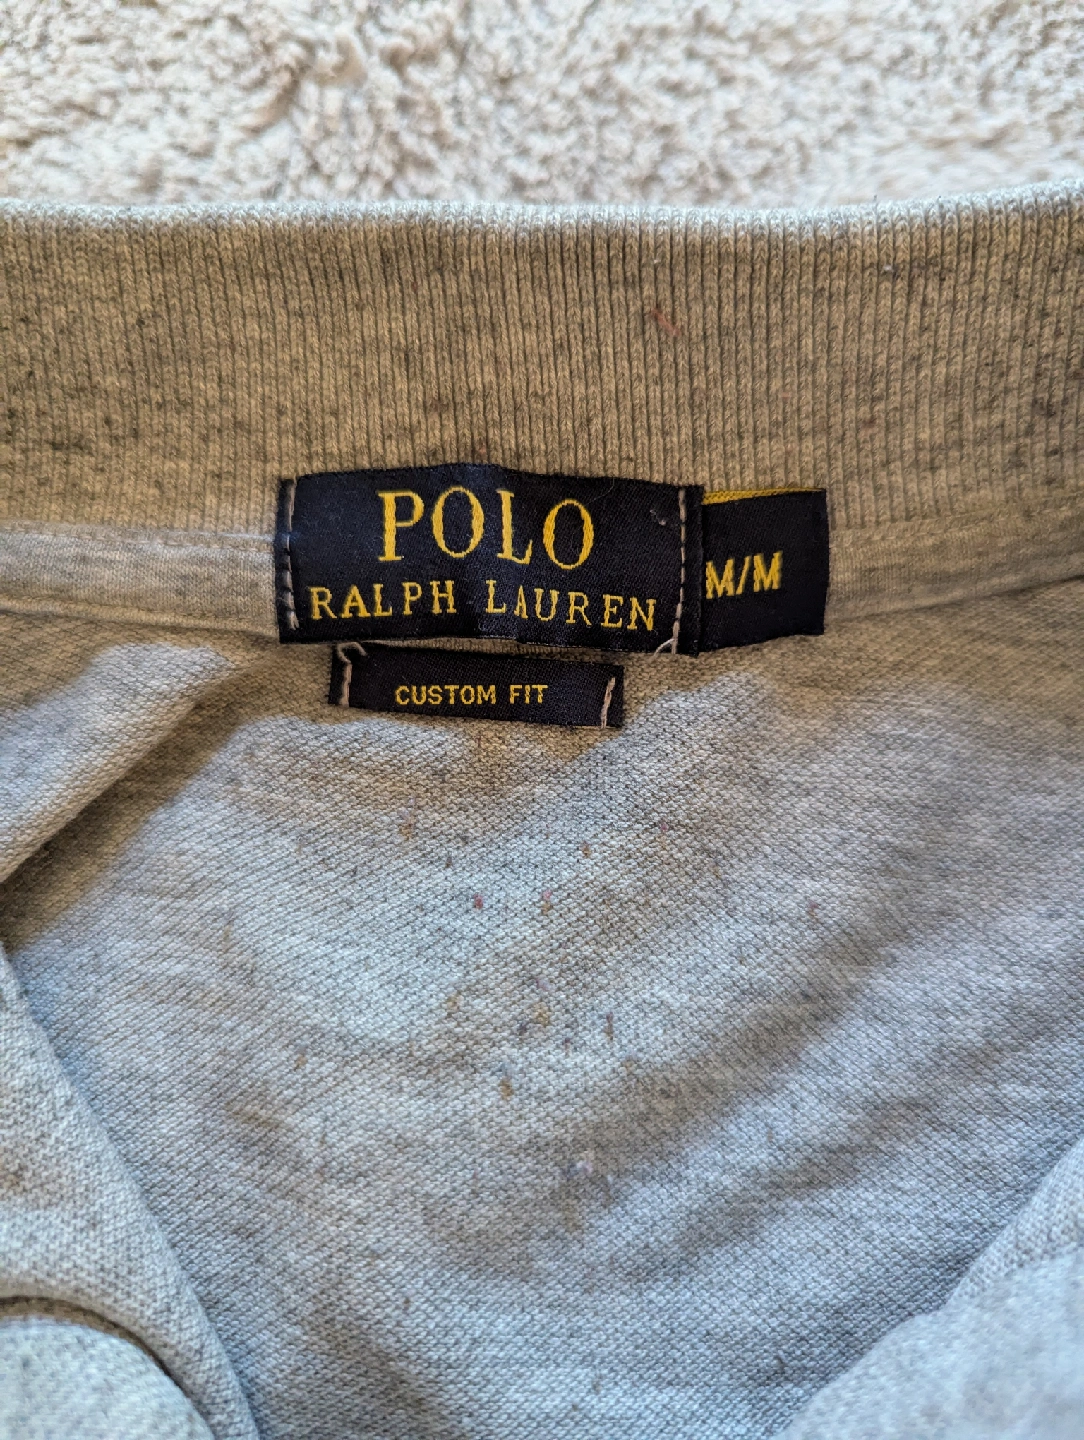 POLO
RALPH LAUREN
M/M
CUSTOM FIT